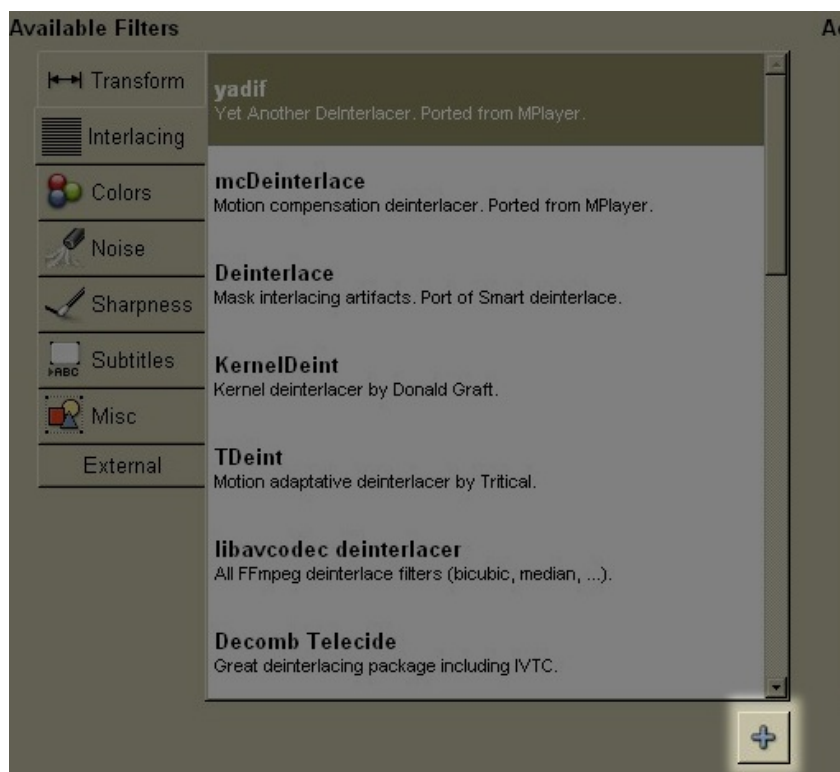 Available Filters
Transform
Interlacing
Colors
Noise
Sharpness
Subtitles
ABC
Misc
External
yadif
Yet Another DeInterlacer. Ported from MPlayer.
mcDeinterlace
Motion compensation deinterlacer. Ported from MPlayer.
Deinterlace
Mask interlacing artifacts. Port of Smart deinterlace.
KernelDeint
Kernel deinterlacer by Donald Graft.
TDeint
Motion adaptative deinterlacer by Tritical.
libavcodec deinterlacer
All FFmpeg deinterlace filters (bicubic, median, ...).
Decomb Telecide
Great deinterlacing package including IVTC.